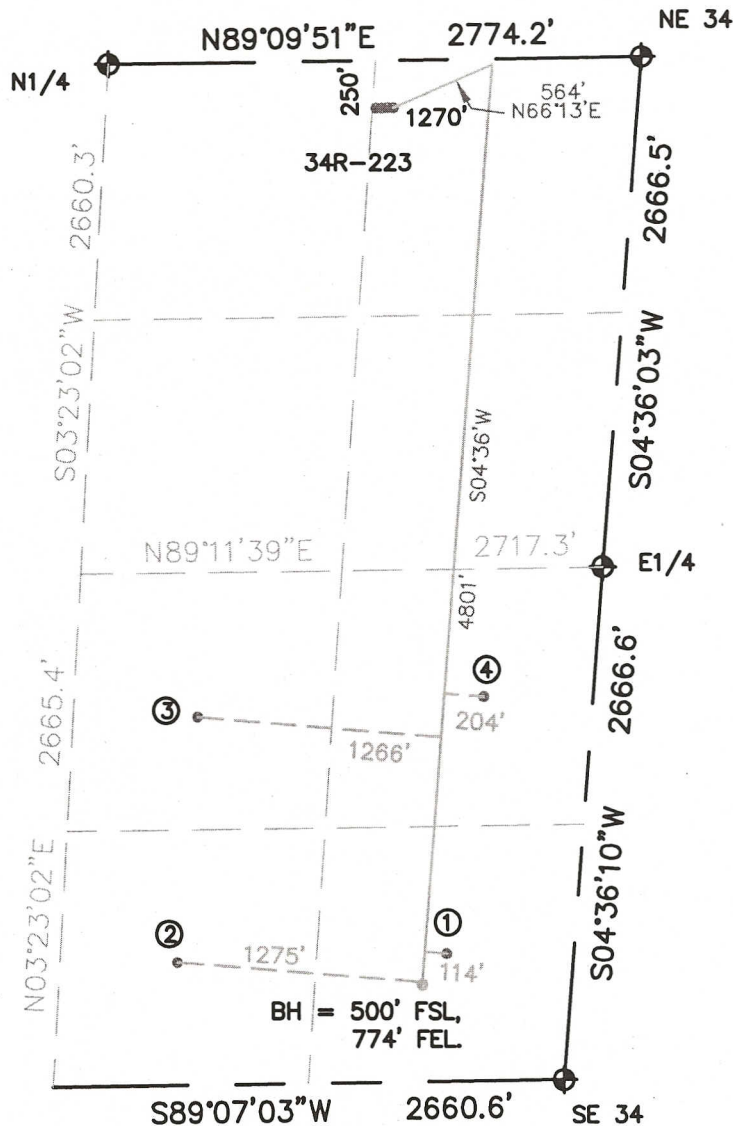 NE 34
N89°09'51"E 2774.2'
N1/4
250'
1270'
564'
N66°13'E
34R-223
2660.3'
2666.5'
S03°23'02"W
S04°36'W
S04°36'03"W
N89°11'39"E 2717.3'
E1/4
4801'
④
③
204'
1266'
2665.4'
2666.6'
N03°23'02"E
S04°36'10"W
①
②
1275'
114'
BH = 500' FSL,
774' FEL.
S89°07'03"W 2660.6'
SE 34